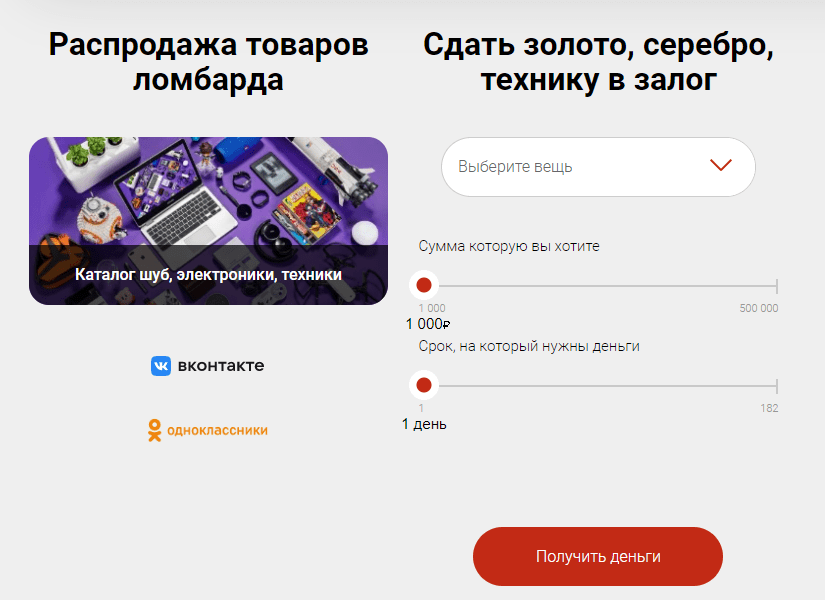 Распродажа товаров
ломбарда
Каталог шуб, электроники, техники
вконтакте
одноклассники
Сдать золото, серебро,
технику в залог
Выберите вещь
Сумма которую вы хотите
1 000
500 000
1 000₽
Срок, на который нужны деньги
1
182
1 день
Получить деньги